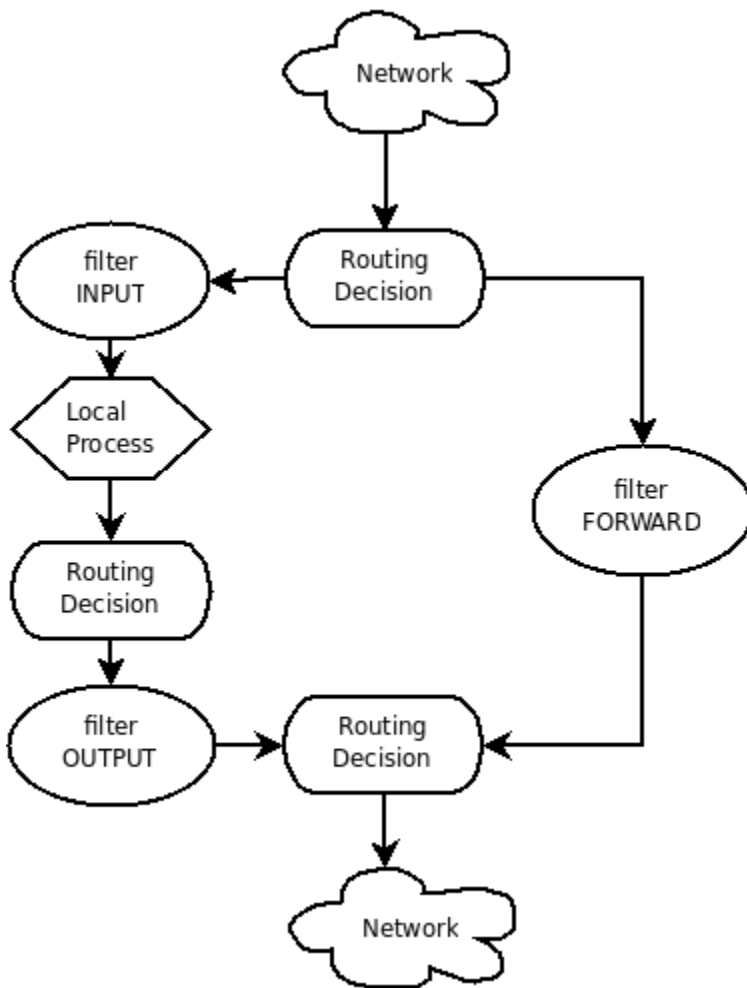 Network
Routing
Decision
filter
INPUT
Local
Process
filter
FORWARD
Routing
Decision
filter
OUTPUT
Routing
Decision
Network